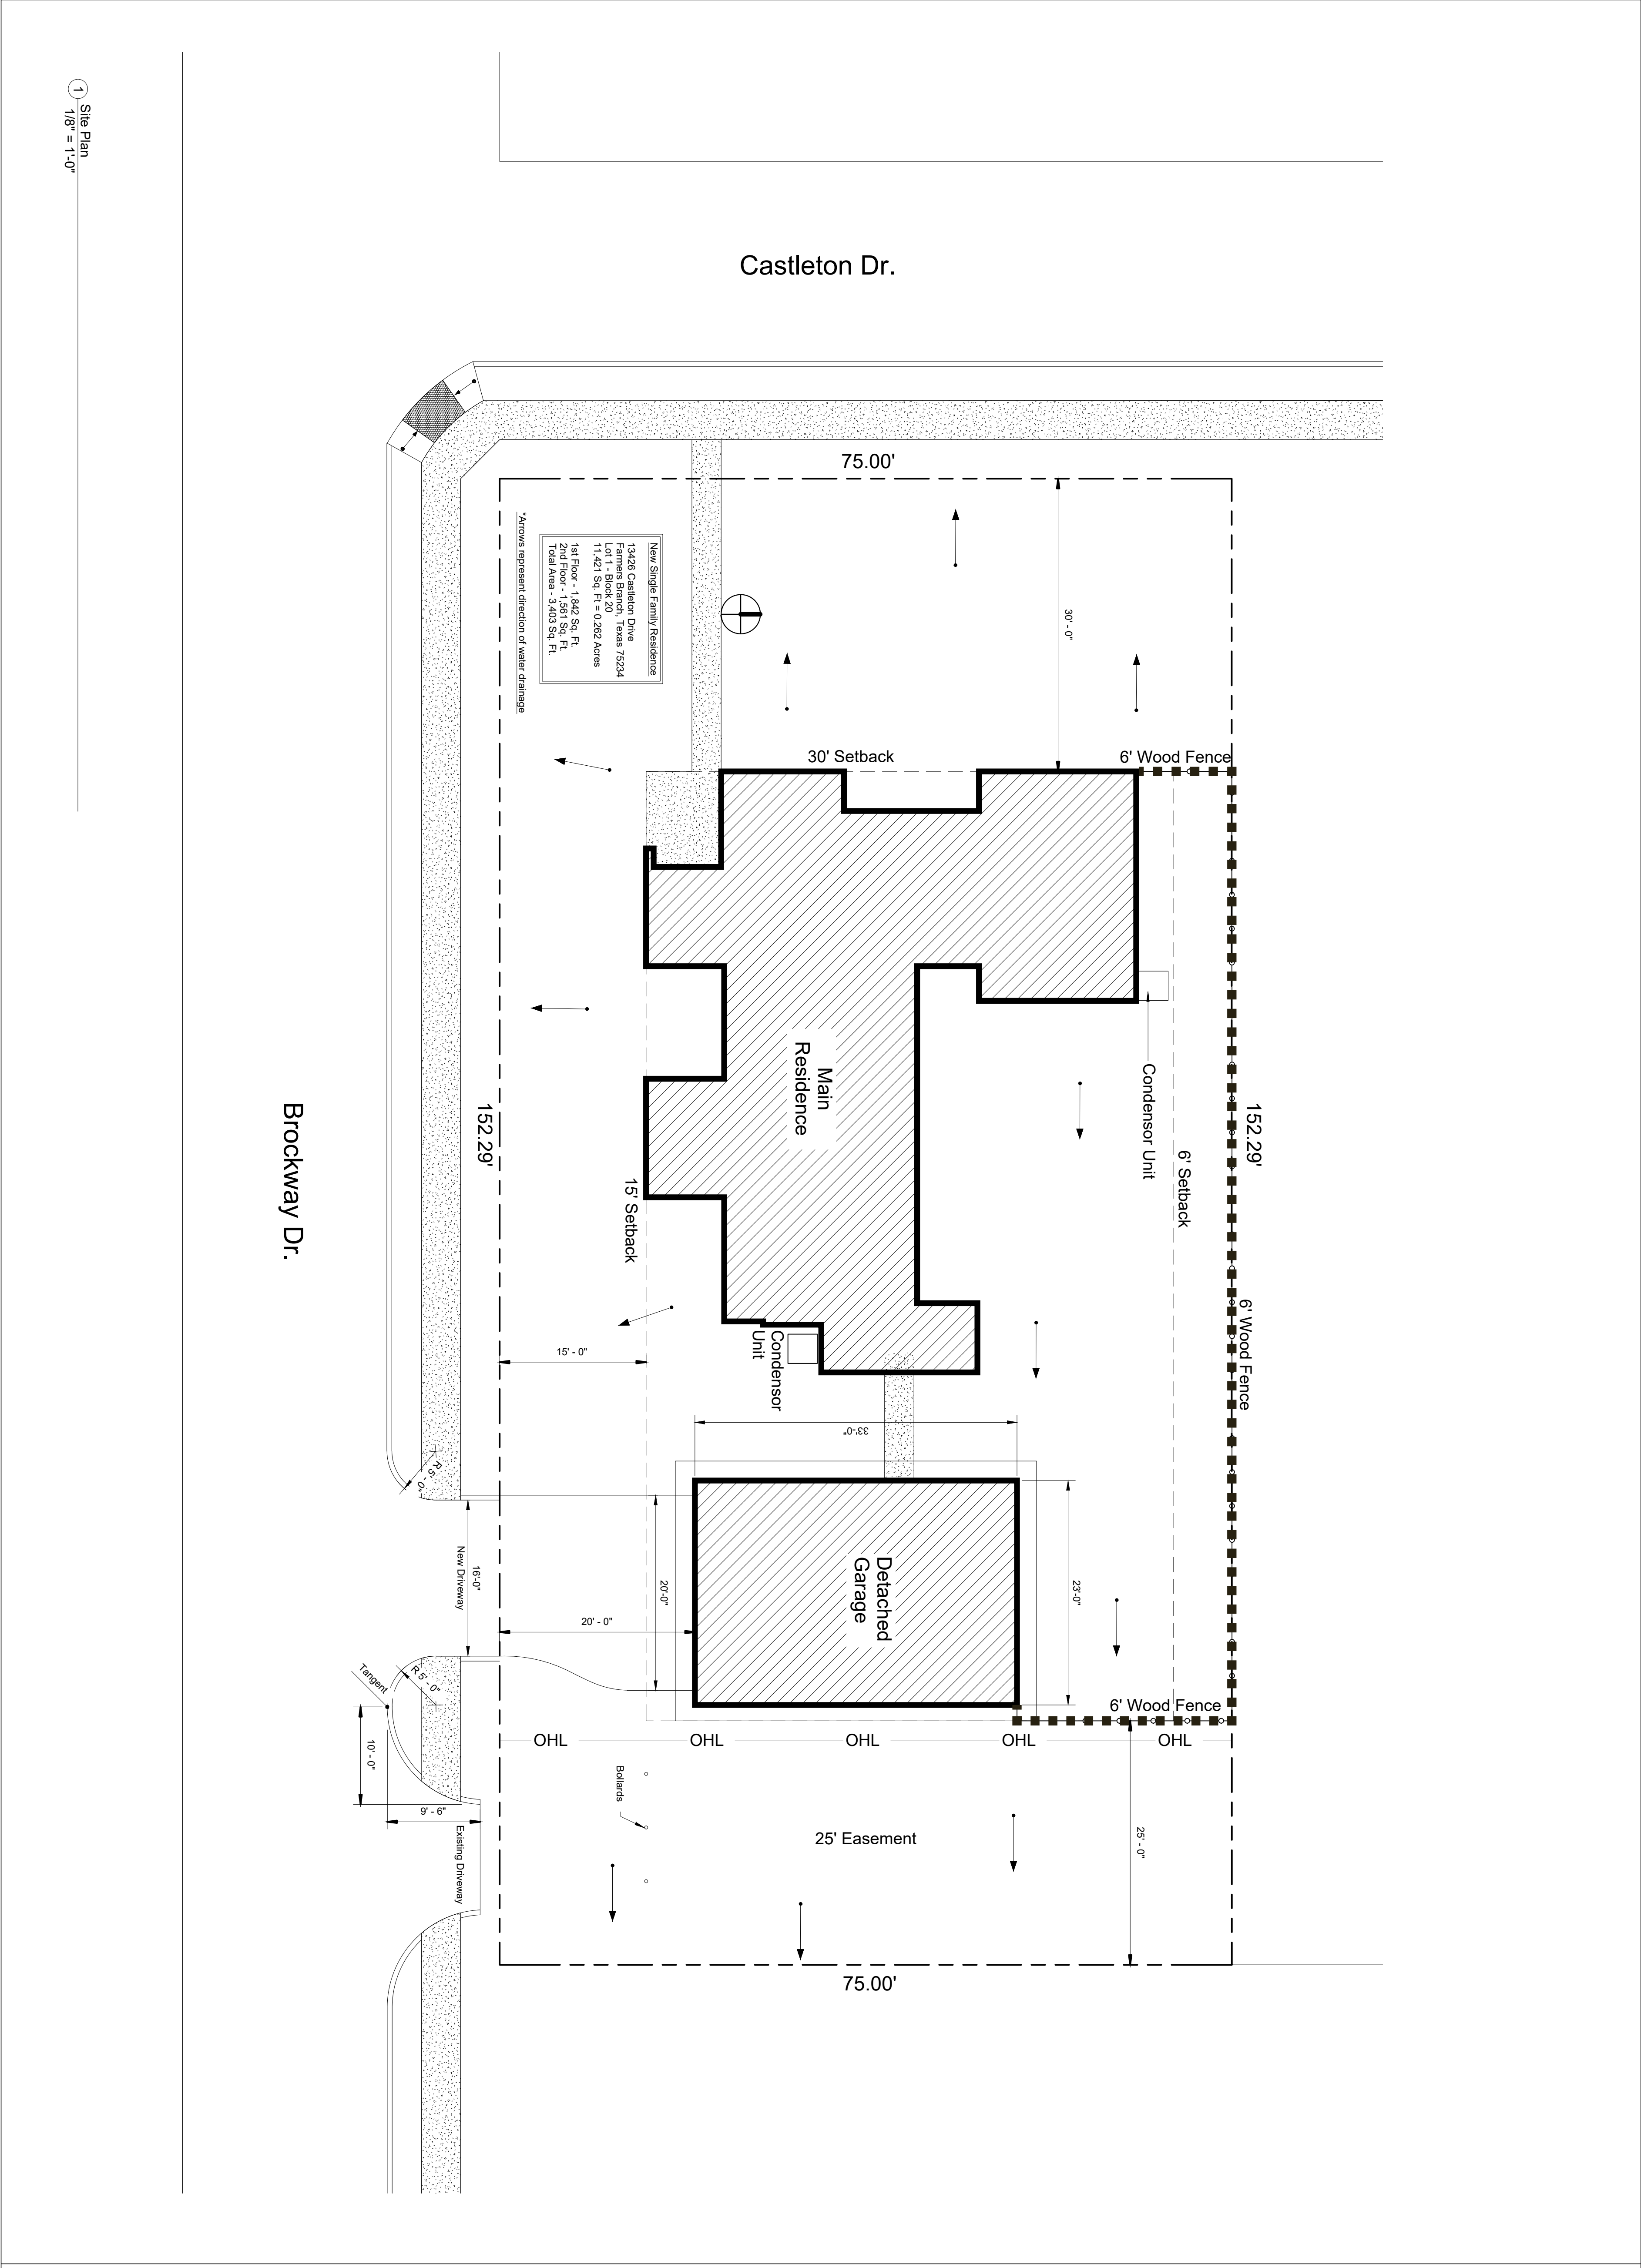 1
Site Plan
1/8" = 1'-0"
Castleton Dr.
75.00'
New Single Family Residence
13426 Castleton Drive
Farmers Branch, Texas 75234
Lot 1 - Block 20
11,421 Sq. Ft = 0.262 Acres
1st Floor - 1,842 Sq. Ft.
2nd Floor - 1,561 Sq. Ft.
Total Area - 3,403 Sq. Ft.
*Arrows represent direction of water drainage
30' - 0"
30' Setback
6' Wood Fence
Main
Residence
Condensor Unit
6' Setback
152.29'
152.29'
Brockway Dr.
15' Setback
6' Wood Fence
Condensor
Unit
15' - 0"
33'-0"
R 5' - 0"
Detached
Garage
23'-0"
20'-0"
16'-0"
New Driveway
20' - 0"
R 5' - 0"
Tangent
6' Wood Fence
OHL
OHL
OHL
OHL
OHL
10' - 0"
Bollards
9' - 6"
Existing Driveway
25' Easement
25' - 0"
75.00'